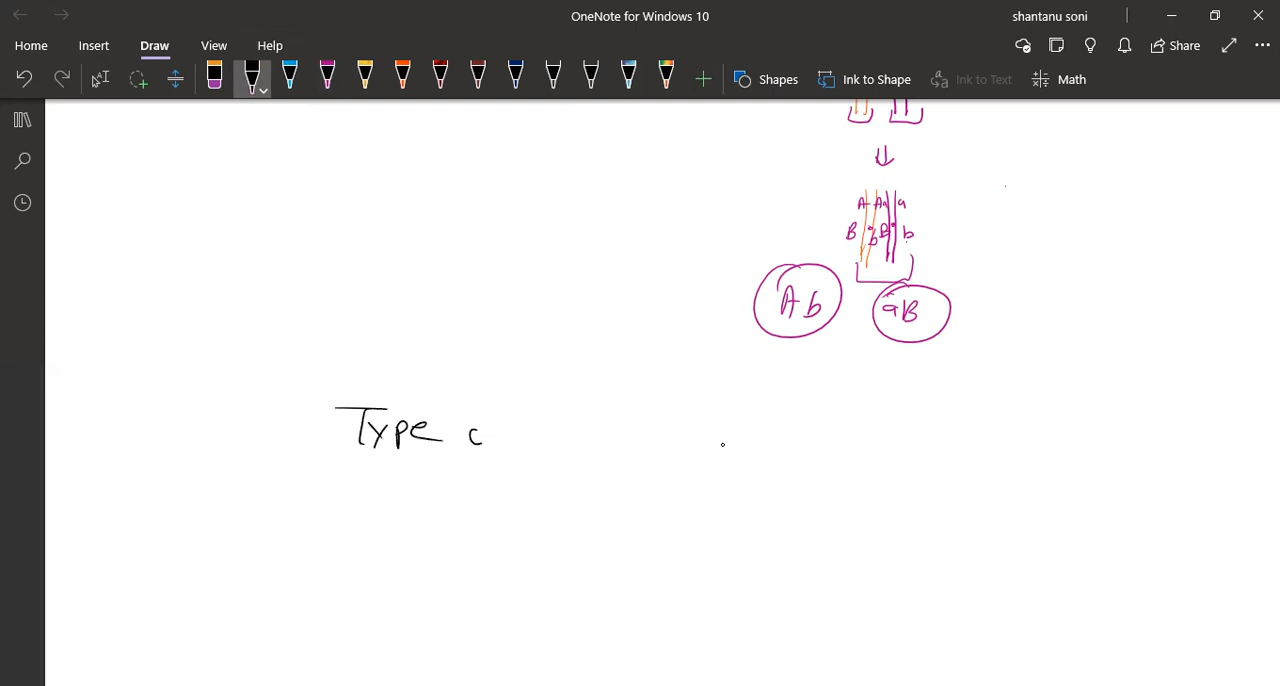 OneNote for Windows 10
shantanu soni
Home Insert Draw View Help
Share
Shapes Ink to Shape Ink to Text Math
A A a a
B b B b
Ab aB
Type c